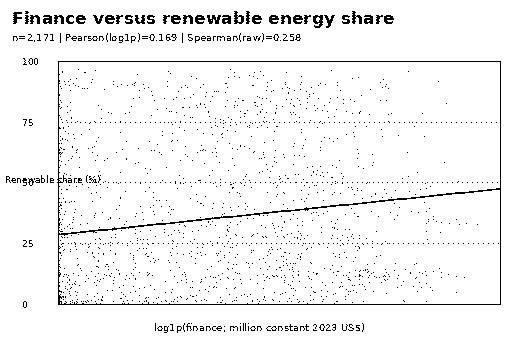 Finance versus renewable energy share
n=2,171 | Pearson(log1p)=0.169 | Spearman(raw)=0.258
100
75
Renewable share (%)
50
25
0
log1p(finance; million constant 2023 US$)